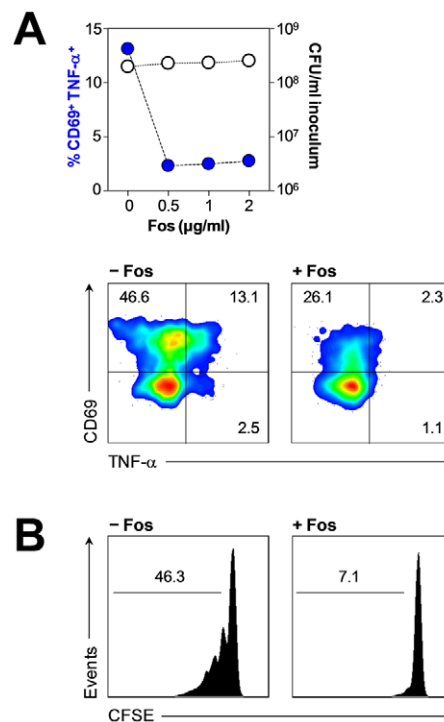 A
15
10
5
0
% CD69⁺ TNF-α⁺
10⁹
10⁸
10⁷
10⁶
CFU/ml inoculum
0 0.5 1 2
Fos (µg/ml)
− Fos + Fos
46.6 13.1 26.1 2.3
2.5 1.1
CD69
TNF-α
B
− Fos + Fos
46.3 7.1
Events
CFSE